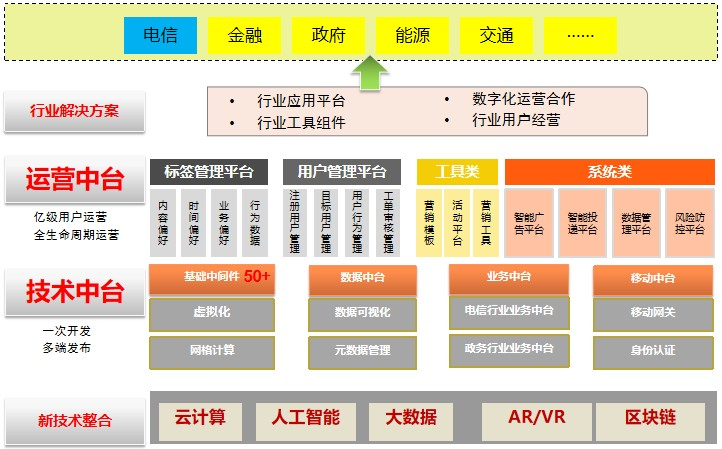 电信
金融
政府
能源
交通
······
行业解决方案
• 行业应用平台
• 行业工具组件
• 数字化运营合作
• 行业用户经营
运营中台
亿级用户运营
全生命周期运营
标签管理平台
内容偏好
时间偏好
业务偏好
行为数据
用户管理平台
注册用户管理
目标用户管理
用户行为管理
工单审核管理
工具类
营销模板
活动平台
营销工具
系统类
智能广
告平台
智能投
递平台
数据管
理平台
风险防
控平台
技术中台
一次开发
多端发布
基础中间件 50+
虚拟化
网格计算
数据中台
数据可视化
元数据管理
业务中台
电信行业业务中台
政务行业业务中台
移动中台
移动网关
身份认证
新技术整合
云计算
人工智能
大数据
AR/VR
区块链